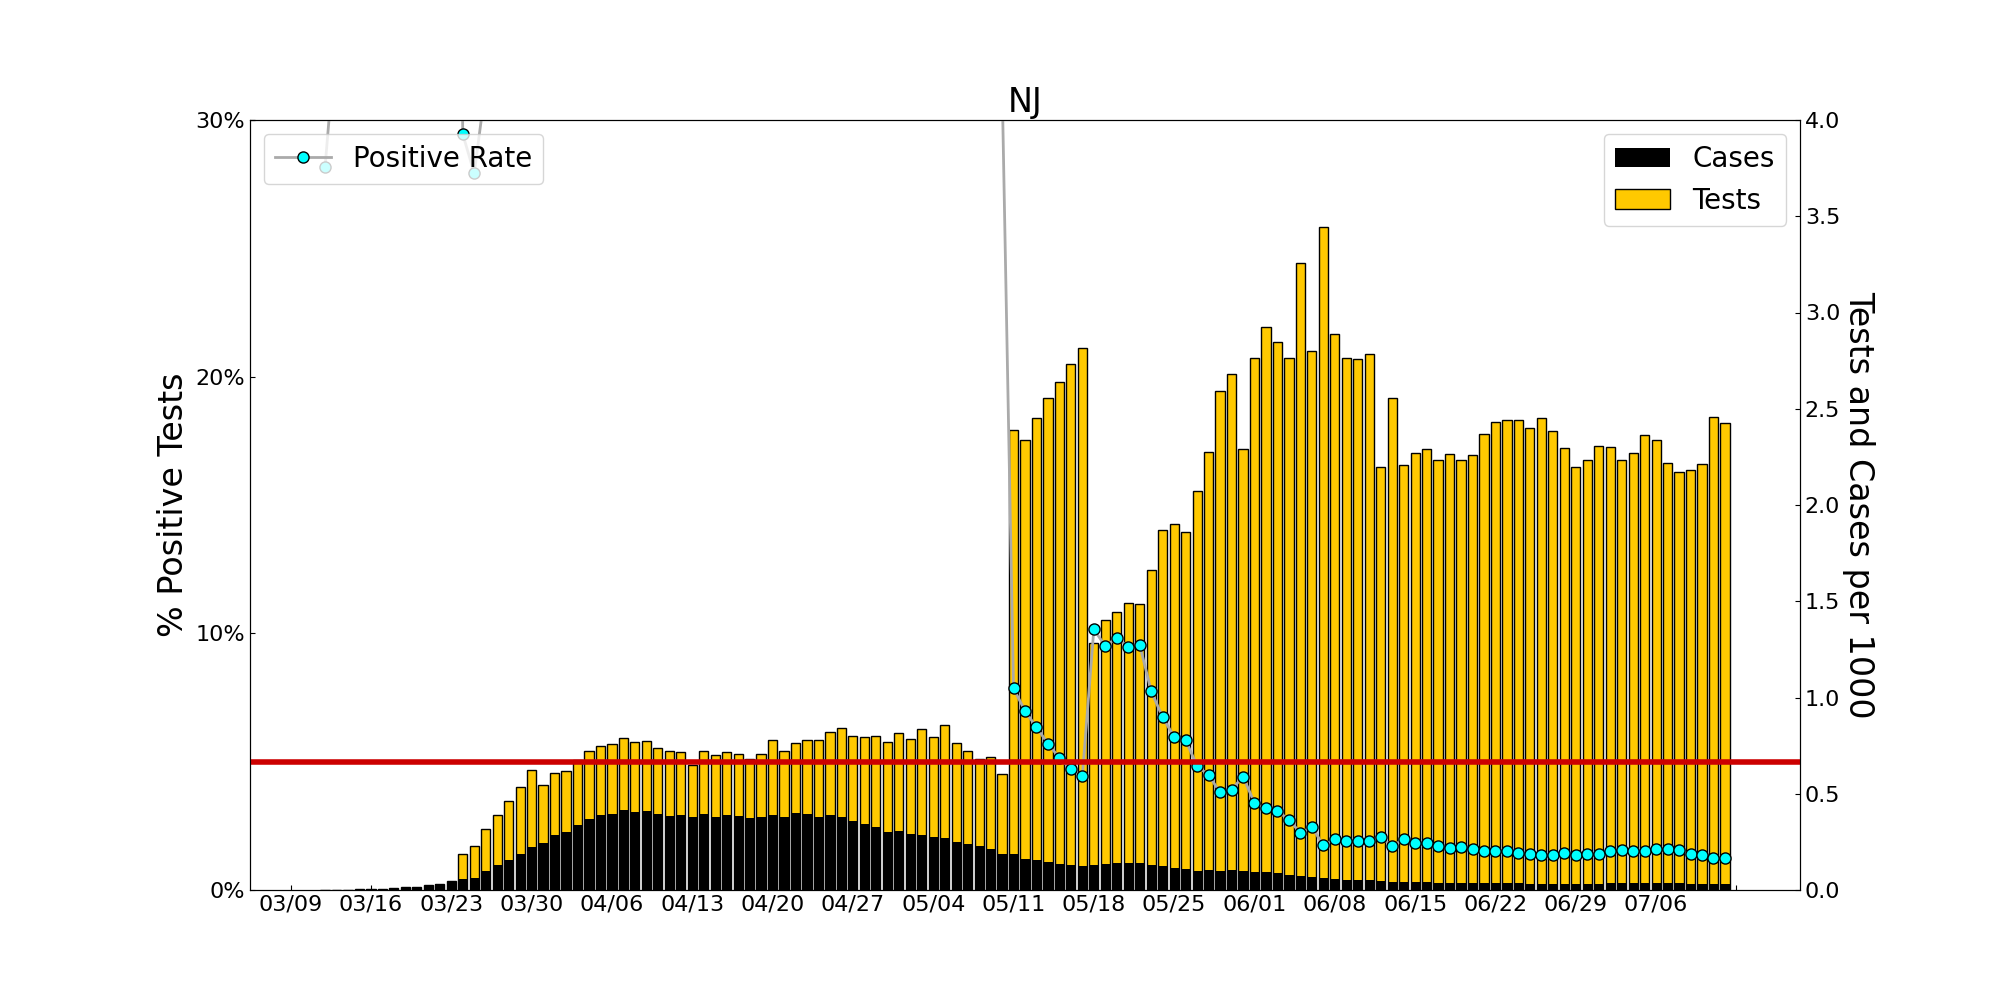 NJ
Positive Rate
Cases
Tests
% Positive Tests
30%
20%
10%
0%
4.0
3.5
3.0
2.5
2.0
1.5
1.0
0.5
0.0
Tests and Cases per 1000
03/09 03/16 03/23 03/30 04/06 04/13 04/20 04/27 05/04 05/11 05/18 05/25 06/01 06/08 06/15 06/22 06/29 07/06